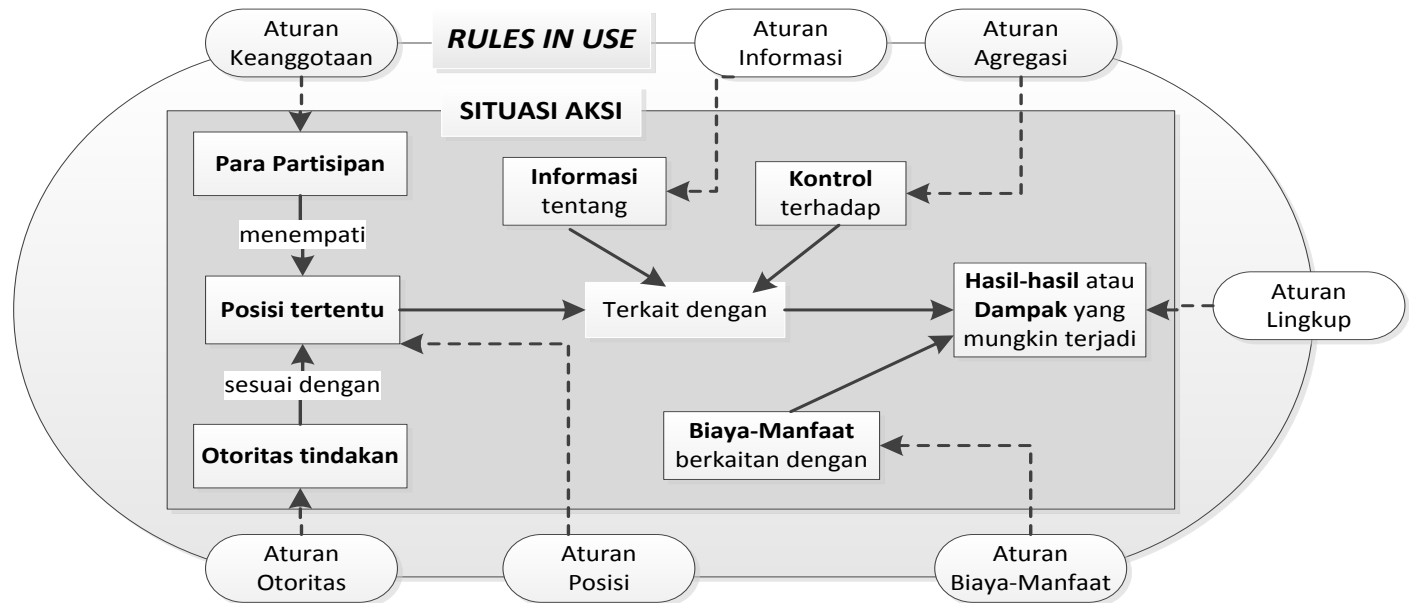 Aturan
Keanggotaan
RULES IN USE
Aturan
Informasi
Aturan
Agregasi
SITUASI AKSI
Para Partisipan
Informasi
tentang
Kontrol
terhadap
menempati
Posisi tertentu
Terkait dengan
Hasil-hasil atau
Dampak yang
mungkin terjadi
Aturan
Lingkup
sesuai dengan
Otoritas tindakan
Biaya-Manfaat
berkaitan dengan
Aturan
Otoritas
Aturan
Posisi
Aturan
Biaya-Manfaat